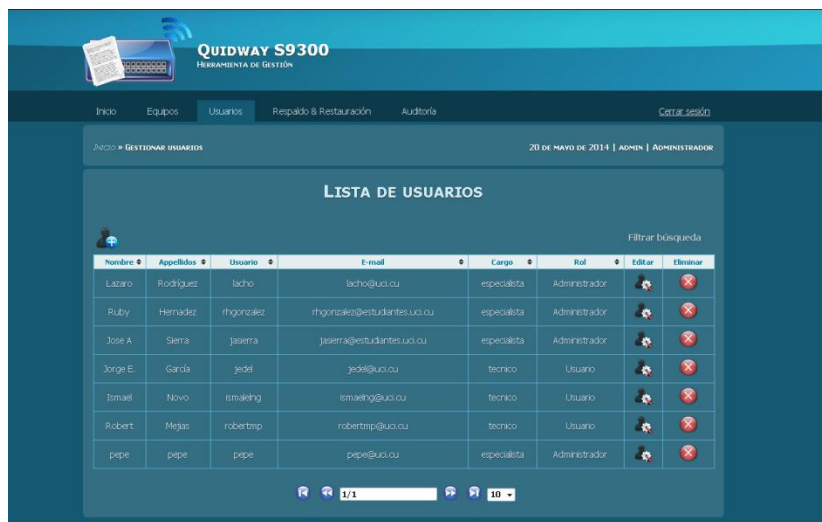 QUIDWAY S9300
HERRAMIENTA DE GESTIÓN
Inicio Equipos Usuarios Respaldo & Restauración Auditoría Cerrar sesión
INICIO » GESTIONAR USUARIOS 20 DE MAYO DE 2014 | ADMIN | ADMINISTRADOR
LISTA DE USUARIOS
Filtrar búsqueda
Nombre Appellidos Usuario E-mail Cargo Rol Editar Eliminar
Lazaro Rodríguez lacho lacho@uci.cu especialista Administrador
Ruby Hernadez rhgonzalez rhgonzalez@estudiantes.uci.cu especialista Administrador
Jose A Sierra jasierra jasierra@estudiantes.uci.cu especialista Administrador
Jorge E. García jedel jedel@uci.cu tecnico Usuario
Ismael Novo ismaelng ismaelng@uci.cu tecnico Usuario
Robert Mejias robertmp robertmp@uci.cu tecnico Usuario
pepe pepe pepe pepe@uci.cu especialista Administrador
1/1 10